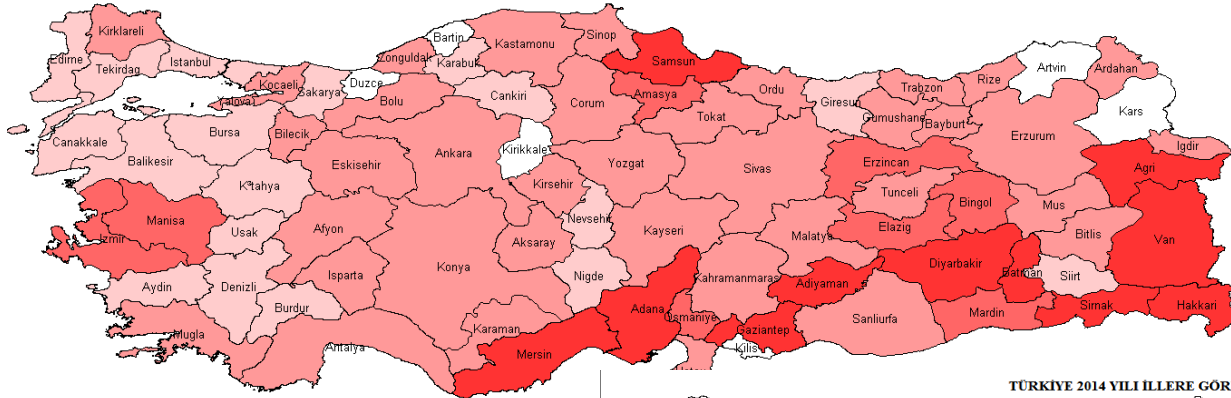 Kirklareli
Edirne
Tekirdag
Istanbul
Kocaeli
Yalova
Sakarya
Duzce
Zonguldak
Bartin
Karabuk
Kastamonu
Sinop
Samsun
Bolu
Cankiri
Corum
Amasya
Ordu
Giresun
Trabzon
Rize
Artvin
Ardahan
Kars
Canakkale
Bursa
Bilecik
Balikesir
Eskisehir
Ankara
Kirikkale
Tokat
Gumushane
Bayburt
Erzurum
Igdir
Yozgat
Sivas
Erzincan
Agri
Kirsehir
Tunceli
Bingol
Mus
Manisa
Usak
Afyon
Nevsehir
Izmir
Aksaray
Kayseri
Malatya
Elazig
Bitlis
Van
Konya
Diyarbakir
Batman
Siirt
Isparta
Nigde
Kahramanmaras
Adiyaman
Aydin
Denizli
Burdur
Adana
Osmaniye
Gaziantep
Sanliurfa
Mardin
Sirnak
Hakkari
Mugla
Antalya
Karaman
Mersin
Kilis
TÜRKİYE 2014 YILI İLLERE GÖR